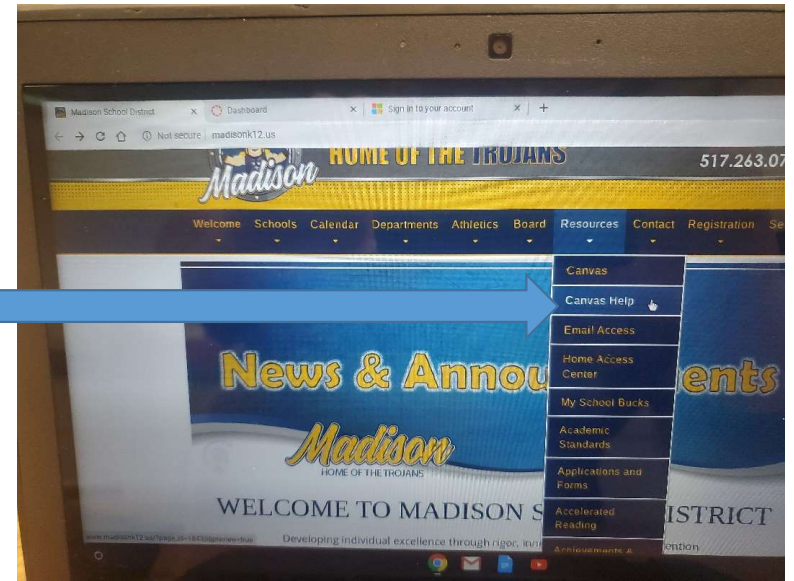 Madison School District
Dashboard
Sign in to your account
Not secure
madisonk12.us
Madison
HOME OF THE TROJANS
517.263.07
Welcome Schools Calendar Departments Athletics Board Resources Contact Registration Se
Canvas
Canvas Help
Email Access
Home Access
Center
My School Bucks
Academic
Standards
Applications and
Forms
Accelerated
Reading
Achievements &
News & Annou ents
Madison
HOME OF THE TROJANS
WELCOME TO MADISON S ISTRICT
Developing individual excellence through rigor,